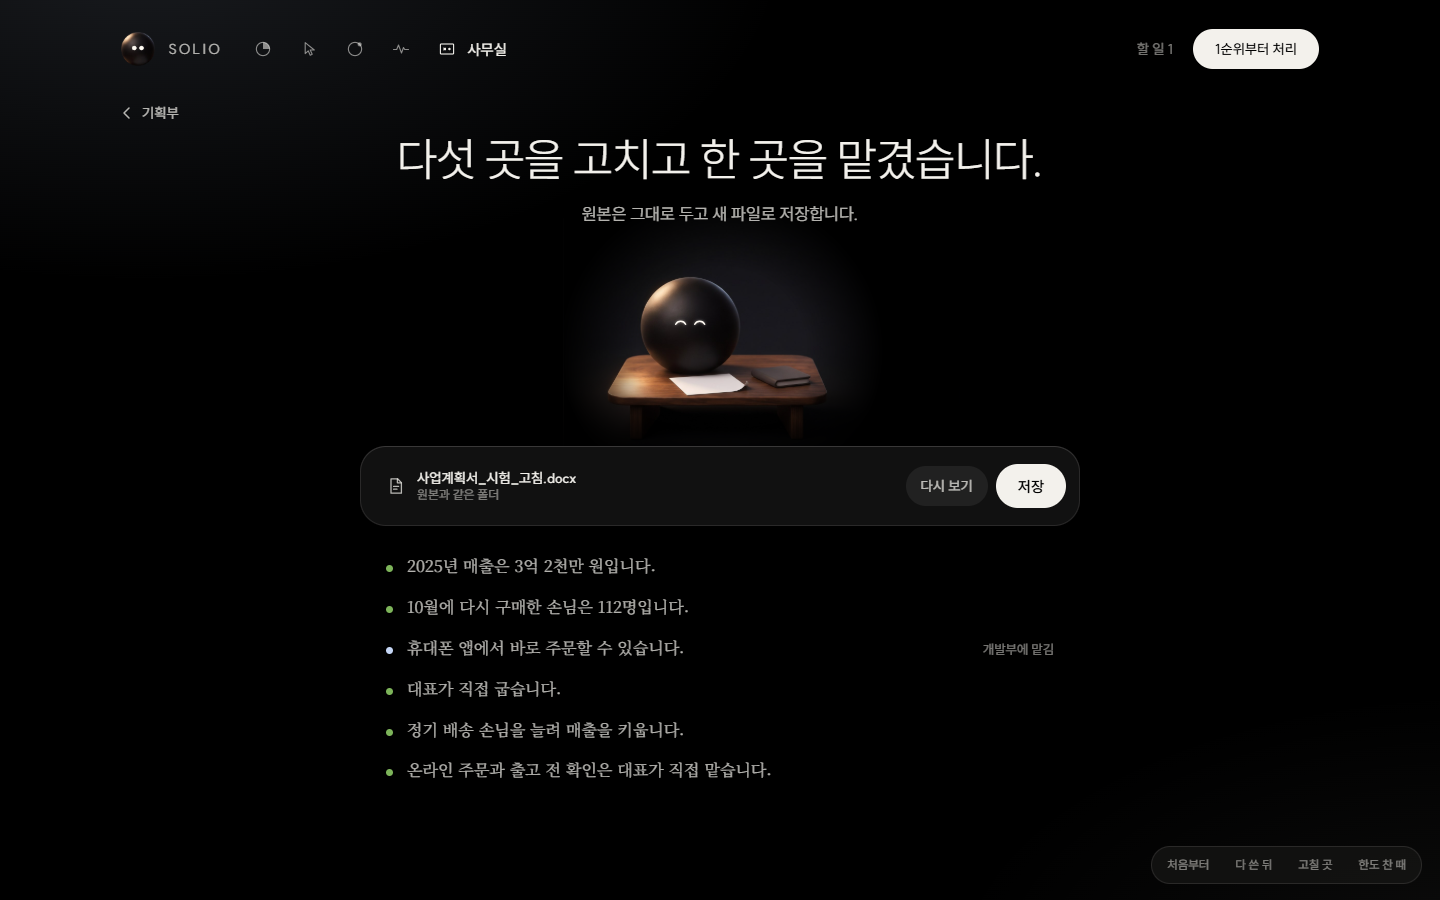 SOLIO
사무실
할 일 1
1순위부터 처리
기획부
다섯 곳을 고치고 한 곳을 맡겼습니다.
원본은 그대로 두고 새 파일로 저장합니다.
사업계획서_시험_고침.docx
원본과 같은 폴더
다시 보기
저장
2025년 매출은 3억 2천만 원입니다.
10월에 다시 구매한 손님은 112명입니다.
휴대폰 앱에서 바로 주문할 수 있습니다.
개발부에 맡김
대표가 직접 굽습니다.
정기 배송 손님을 늘려 매출을 키웁니다.
온라인 주문과 출고 전 확인은 대표가 직접 맡습니다.
처음부터
다 쓴 뒤
고칠 곳
한도 찬 때